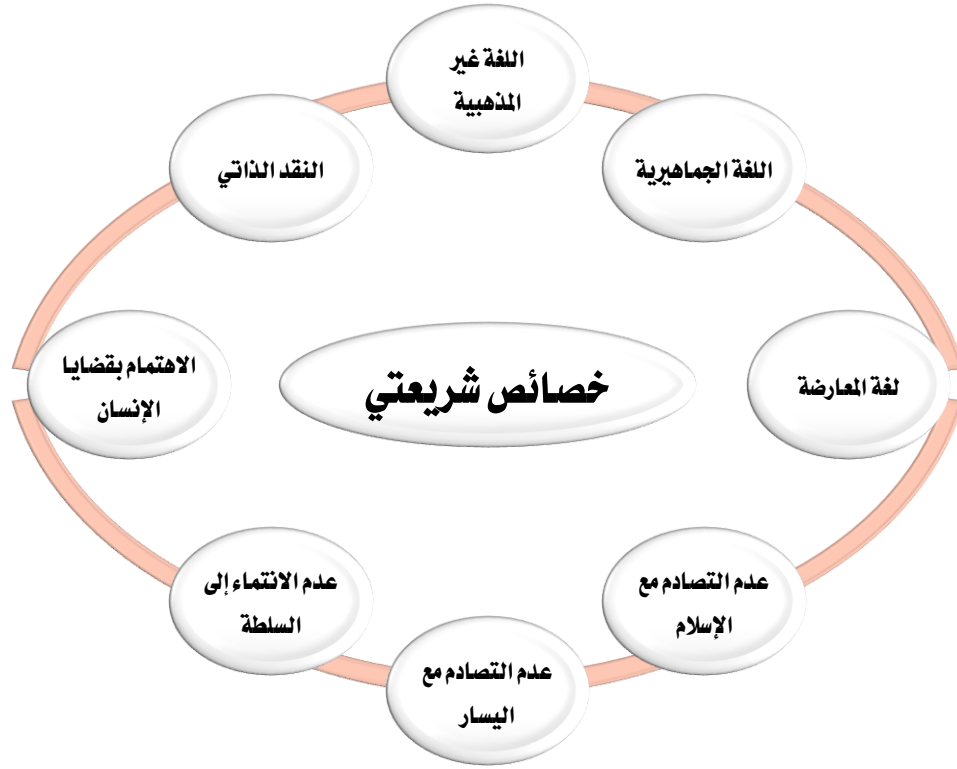 اللغة غير
المذهبية
اللغة الجماهيرية
النقد الذاتي
لغة المعارضة
خصائص شريعتي
الاهتمام بقضايا
الإنسان
عدم التصادم مع
الإسلام
عدم الانتماء إلى
السلطة
عدم التصادم مع
اليسار